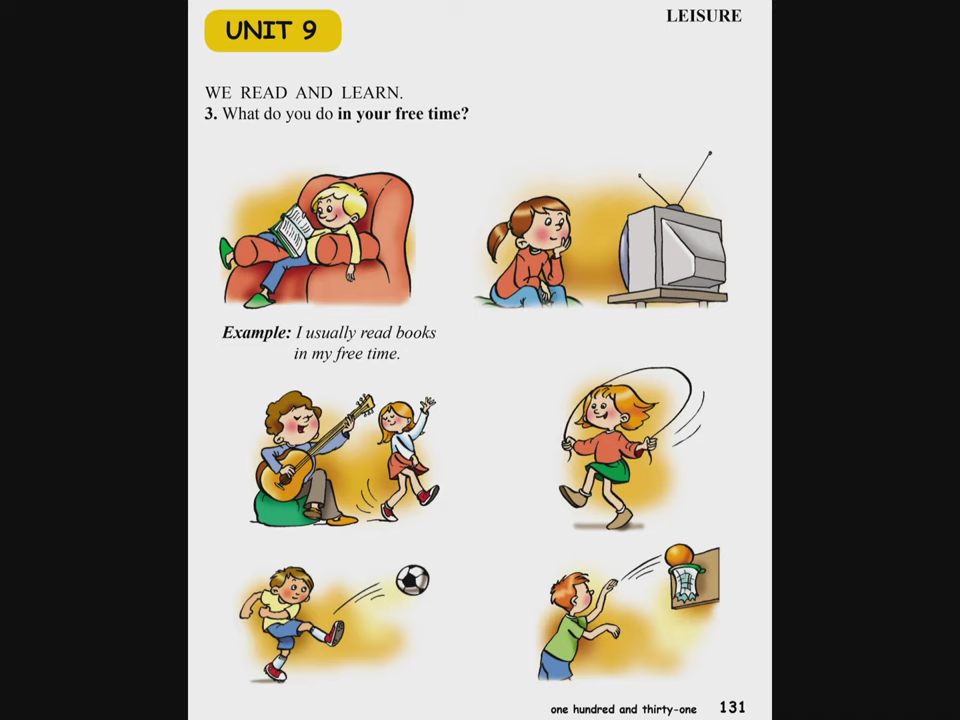 UNIT 9
LEISURE
WE READ AND LEARN.
3. What do you do in your free time?
Example: I usually read books
in my free time.
one hundred and thirty-one 131